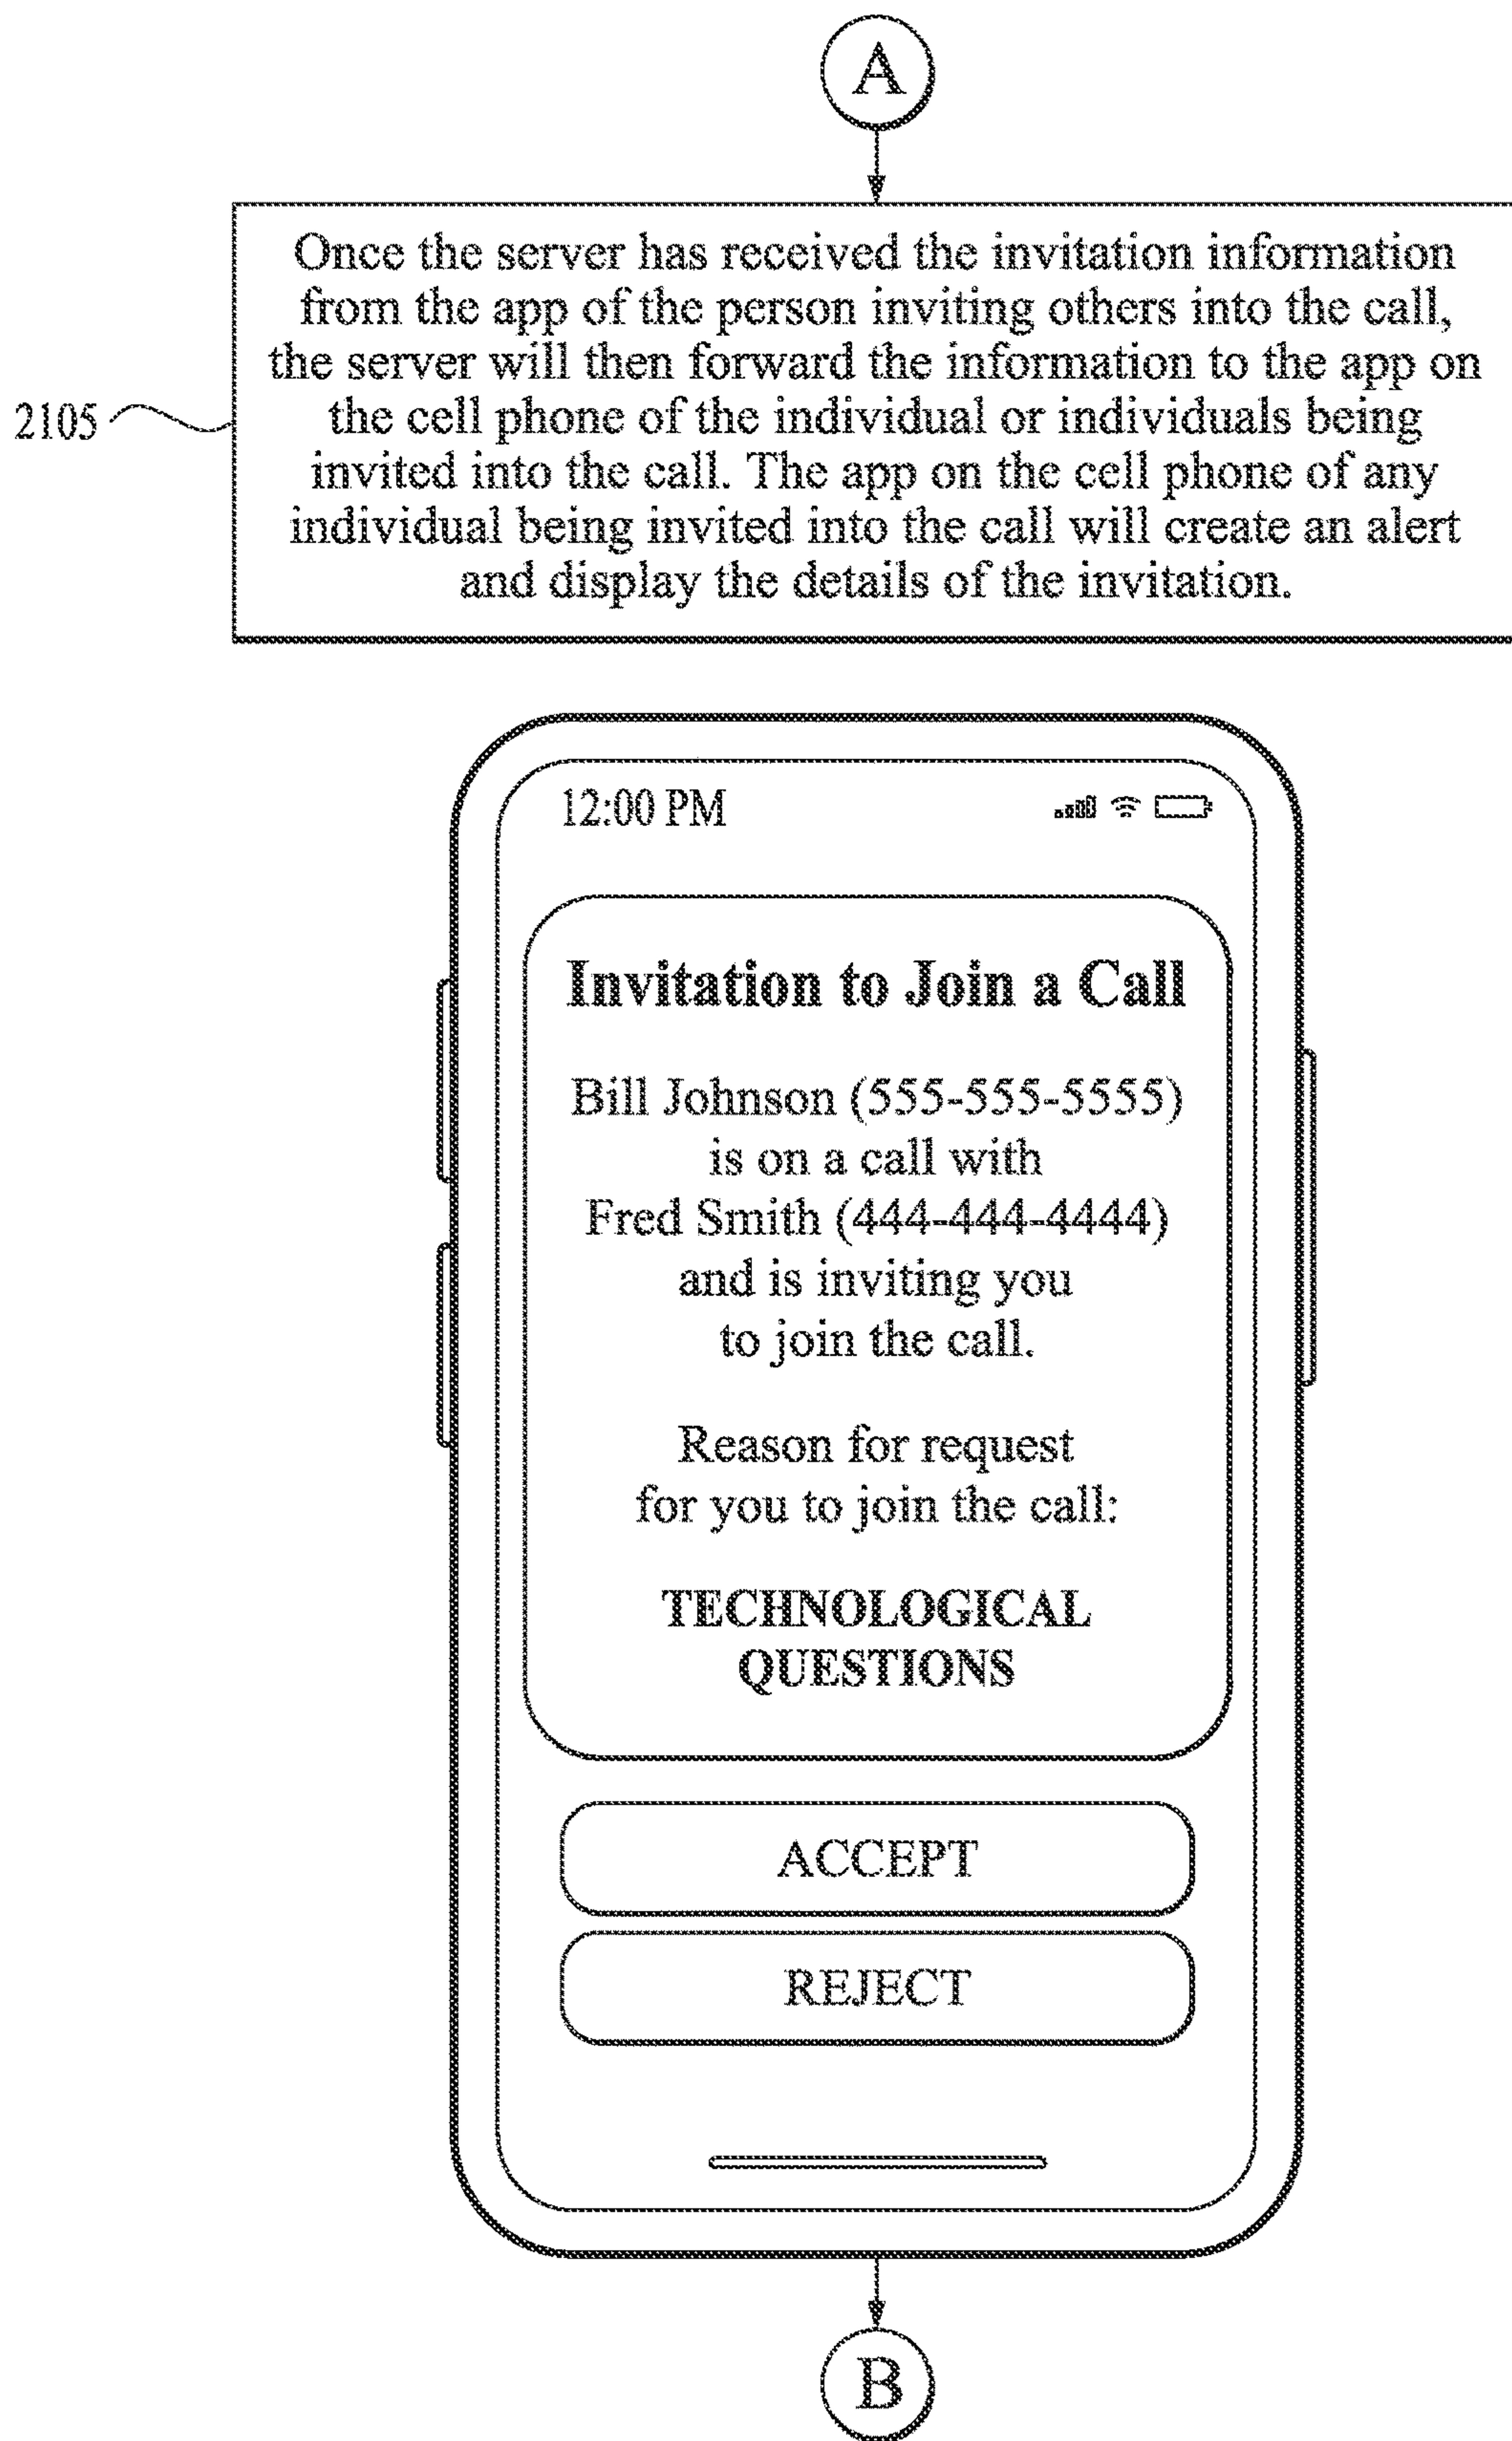 A
Once the server has received the invitation information
from the app of the person inviting others into the call,
the server will then forward the information to the app on
the cell phone of the individual or individuals being
invited into the call. The app on the cell phone of any
individual being invited into the call will create an alert
and display the details of the invitation.
2105
12:00 PM
Invitation to Join a Call
Bill Johnson (555-555-5555)
is on a call with
Fred Smith (444-444-4444)
and is inviting you
to join the call.
Reason for request
for you to join the call:
TECHNOLOGICAL
QUESTIONS
ACCEPT
REJECT
B